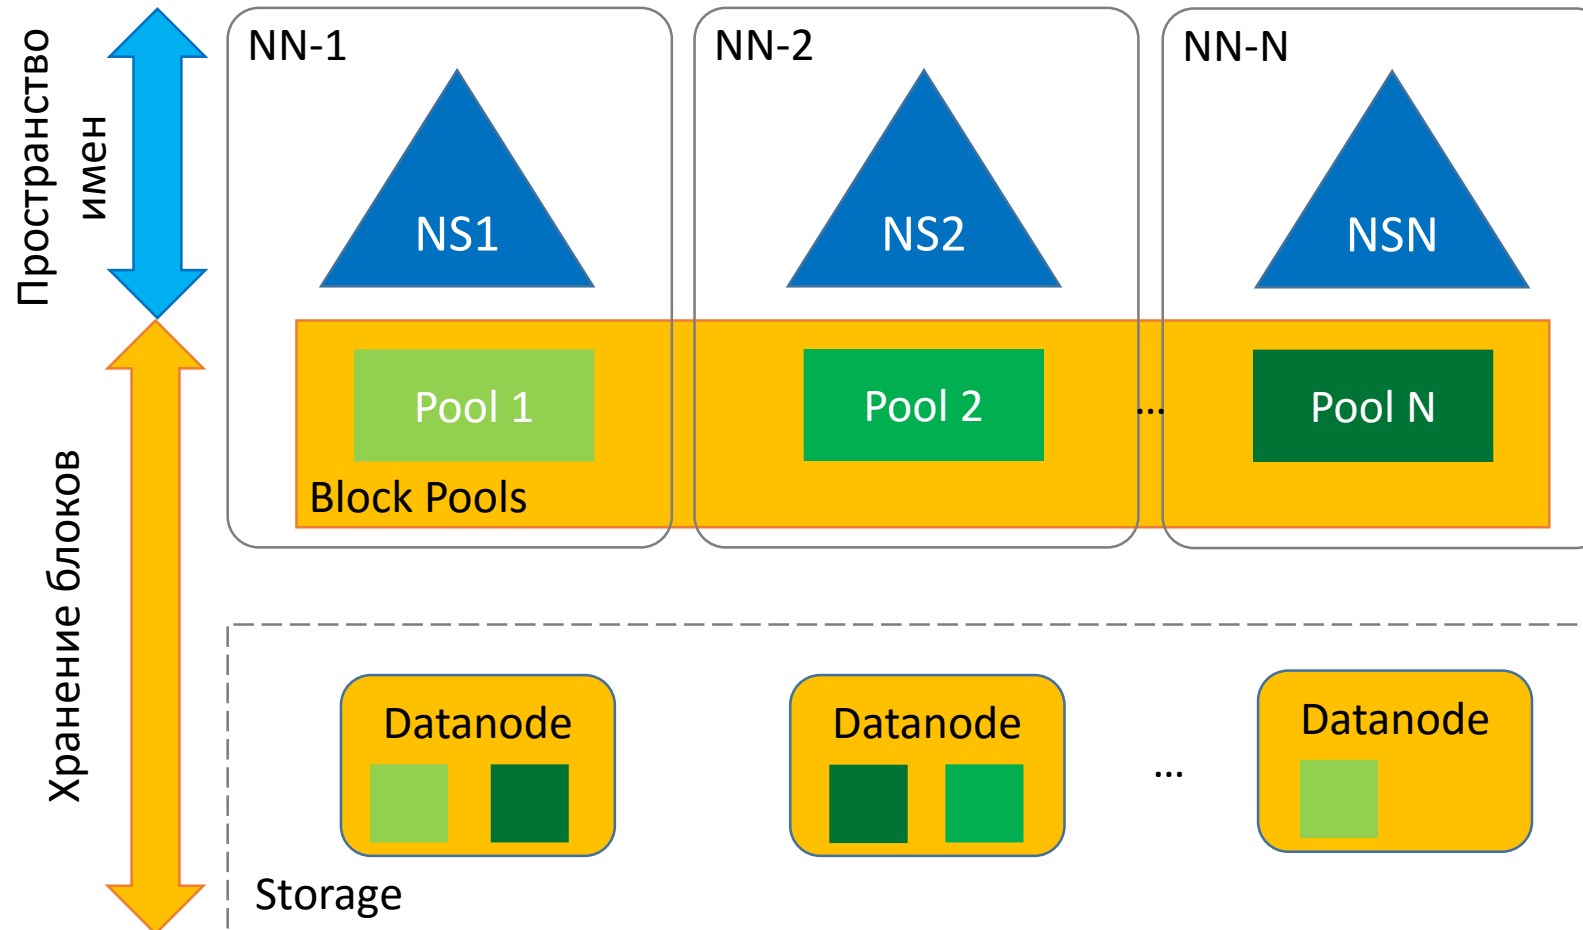 Пространство
имен
NN-1
NN-2
NN-N
NS1
NS2
NSN
Pool 1
Pool 2
...
Pool N
Block Pools
Хранение блоков
Datanode
Datanode
...
Datanode
Storage